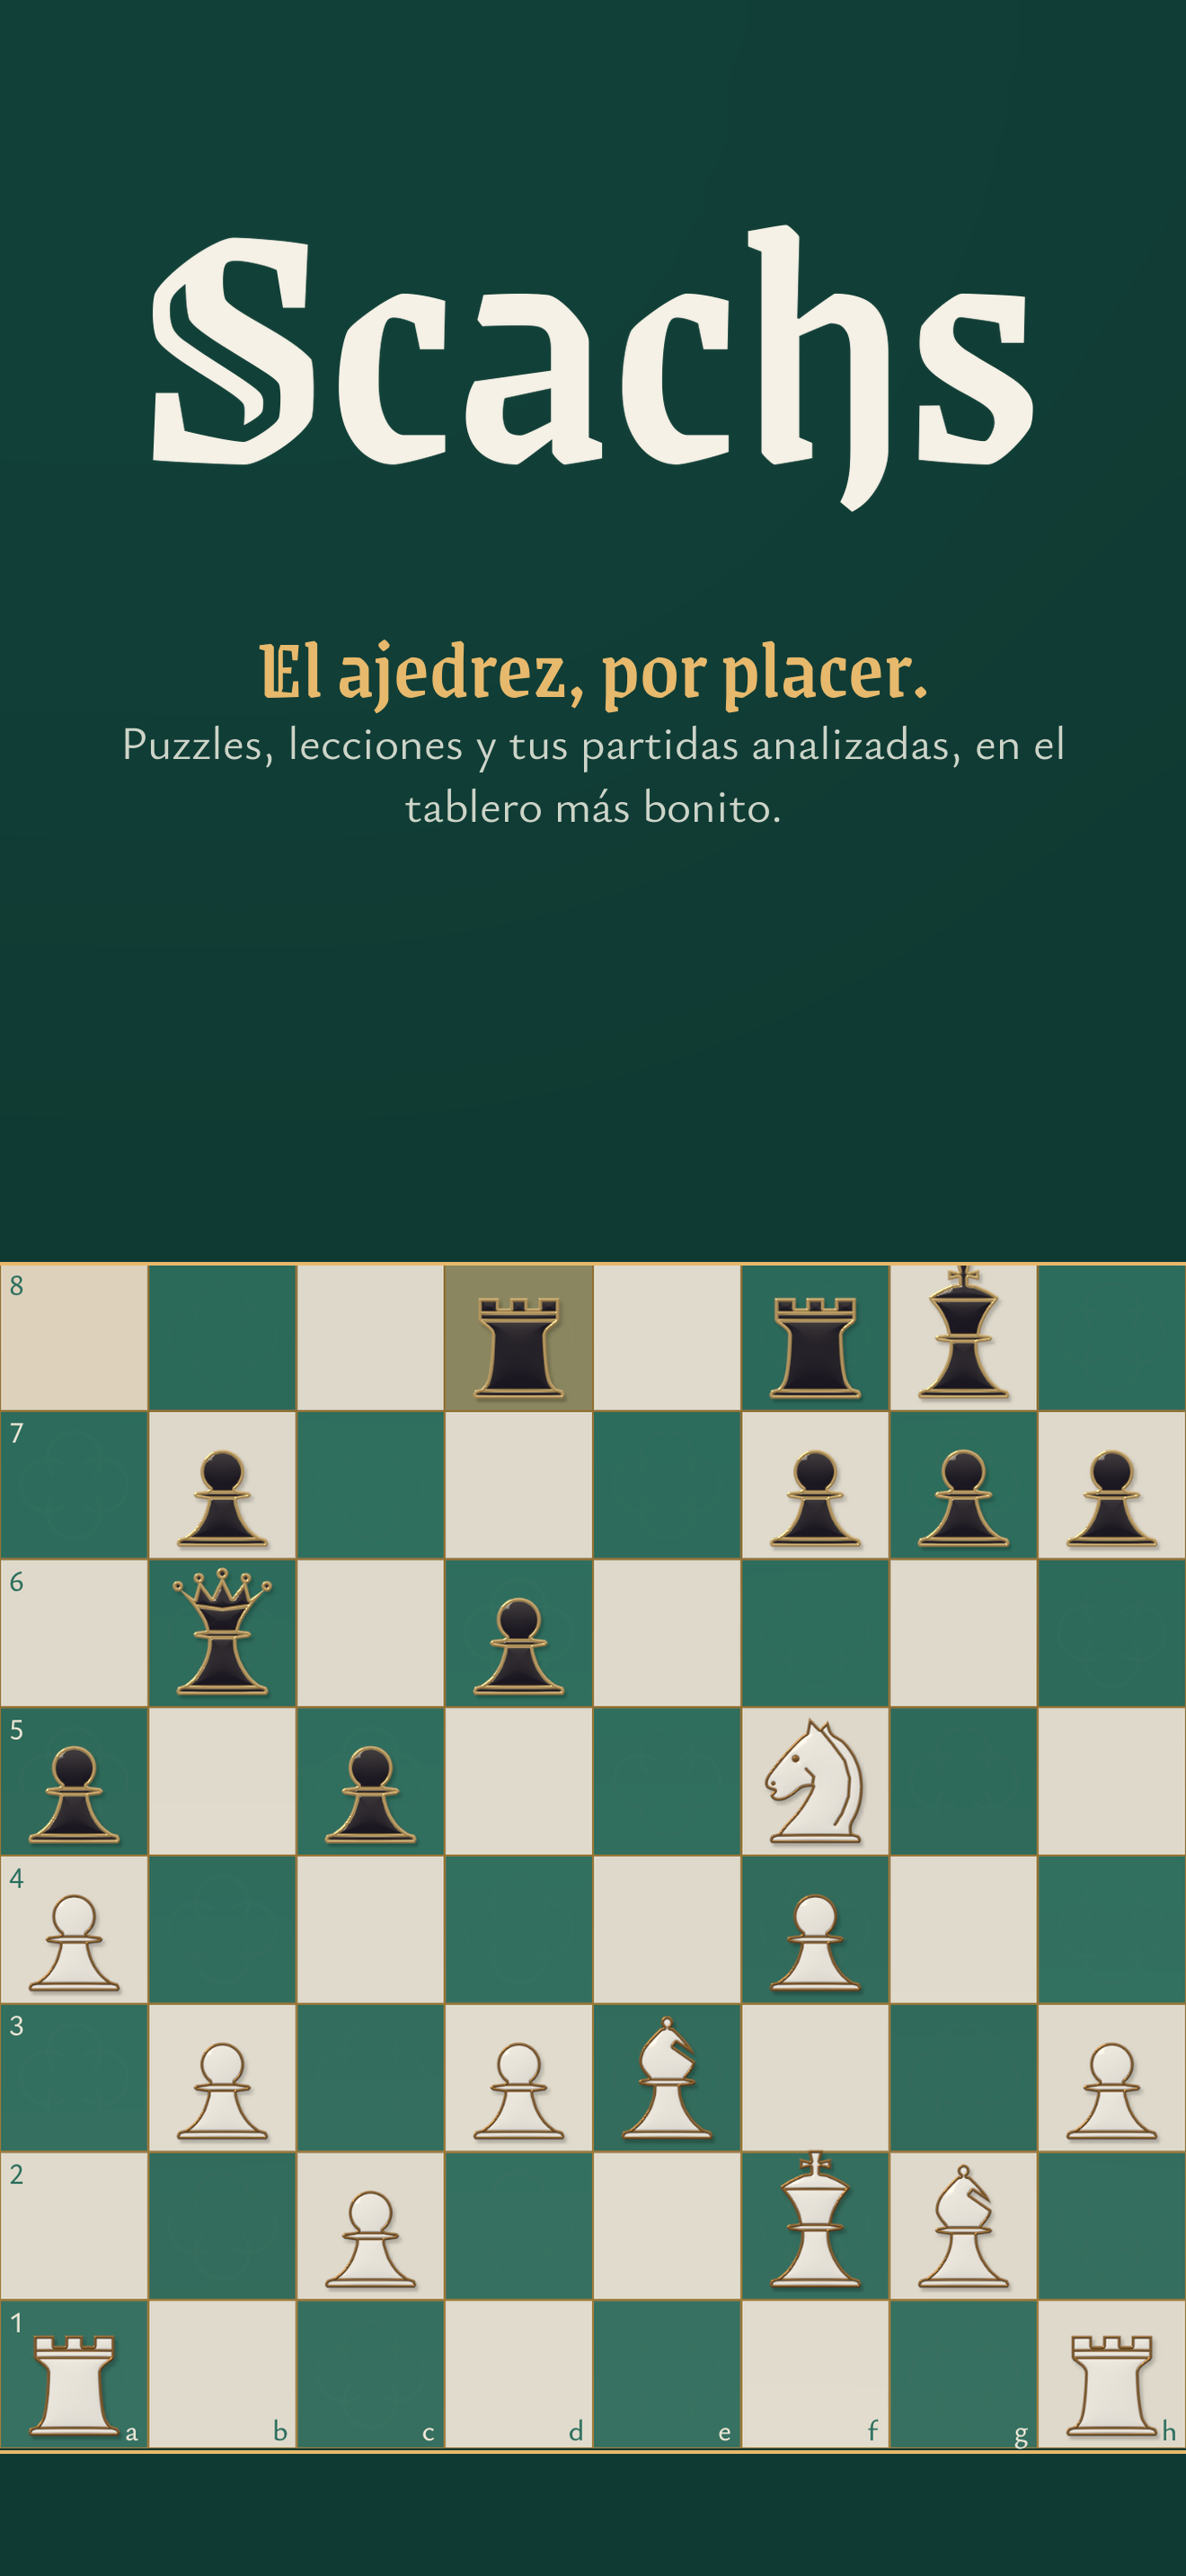 Scachs
El ajedrez, por placer.
Puzzles, lecciones y tus partidas analizadas, en el
tablero más bonito.
8
7
6
5
4
3
2
1
a b c d e f g h